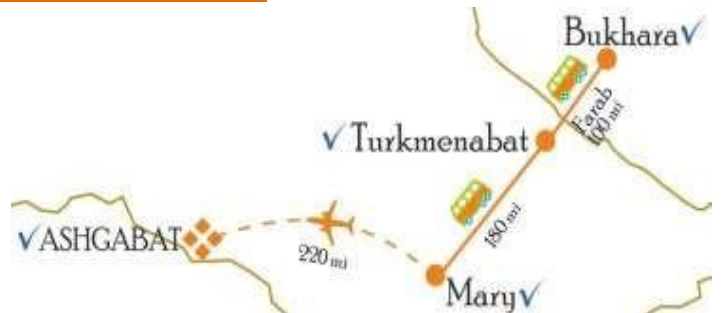 Bukhara
Farab
100 mi
Turkmenabat
180 mi
ASHGABAT
220 mi
Mary